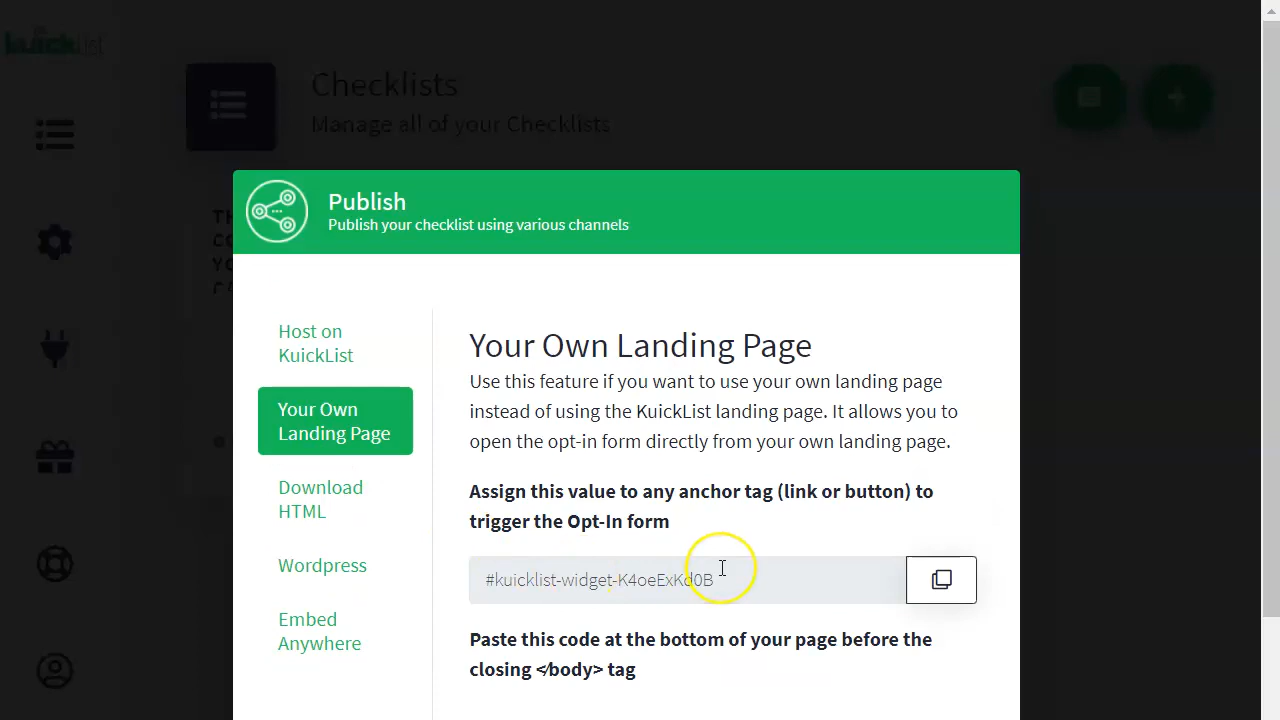 kuicklist
Checklists
Manage all of your Checklists
Publish
Publish your checklist using various channels
Host on
KuickList
Your Own
Landing Page
Download
HTML
Wordpress
Embed
Anywhere
Your Own Landing Page
Use this feature if you want to use your own landing page
instead of using the KuickList landing page. It allows you to
open the opt-in form directly from your own landing page.
Assign this value to any anchor tag (link or button) to
trigger the Opt-In form
#kuicklist-widget-K4oeExKd0B
Paste this code at the bottom of your page before the
closing </body> tag